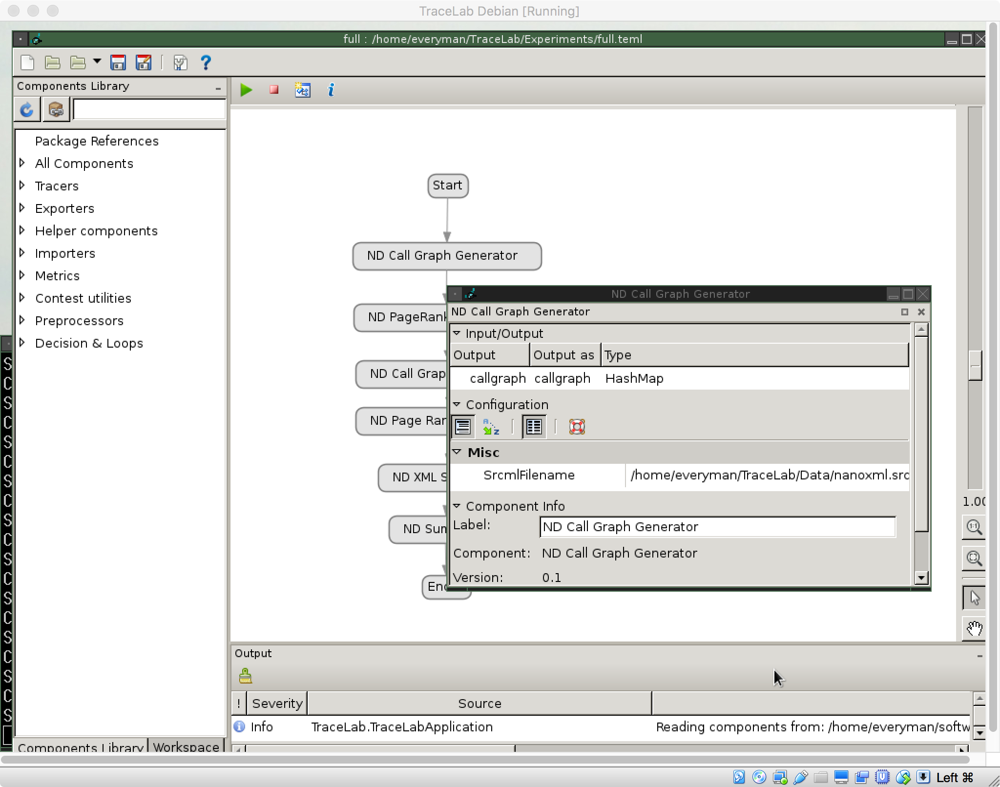 TraceLab Debian [Running]
full : /home/everyman/TraceLab/Experiments/full.teml
Components Library
Package References
All Components
Tracers
Exporters
Helper components
Importers
Metrics
Contest utilities
Preprocessors
Decision & Loops
Components Library
Workspace
Start
ND Call Graph Generator
ND PageRank
ND Call Grap
ND Page Rar
ND XML S
ND Sum
End
ND Call Graph Generator
ND Call Graph Generator
Input/Output
Output Output as Type
callgraph callgraph HashMap
Configuration
Misc
SrcmlFilename /home/everyman/TraceLab/Data/nanoxml.src
Component Info
Label: ND Call Graph Generator
Component: ND Call Graph Generator
Version: 0.1
1.00
Output
! Severity Source
Info TraceLab.TraceLabApplication Reading components from: /home/everyman/softw
Left ⌘